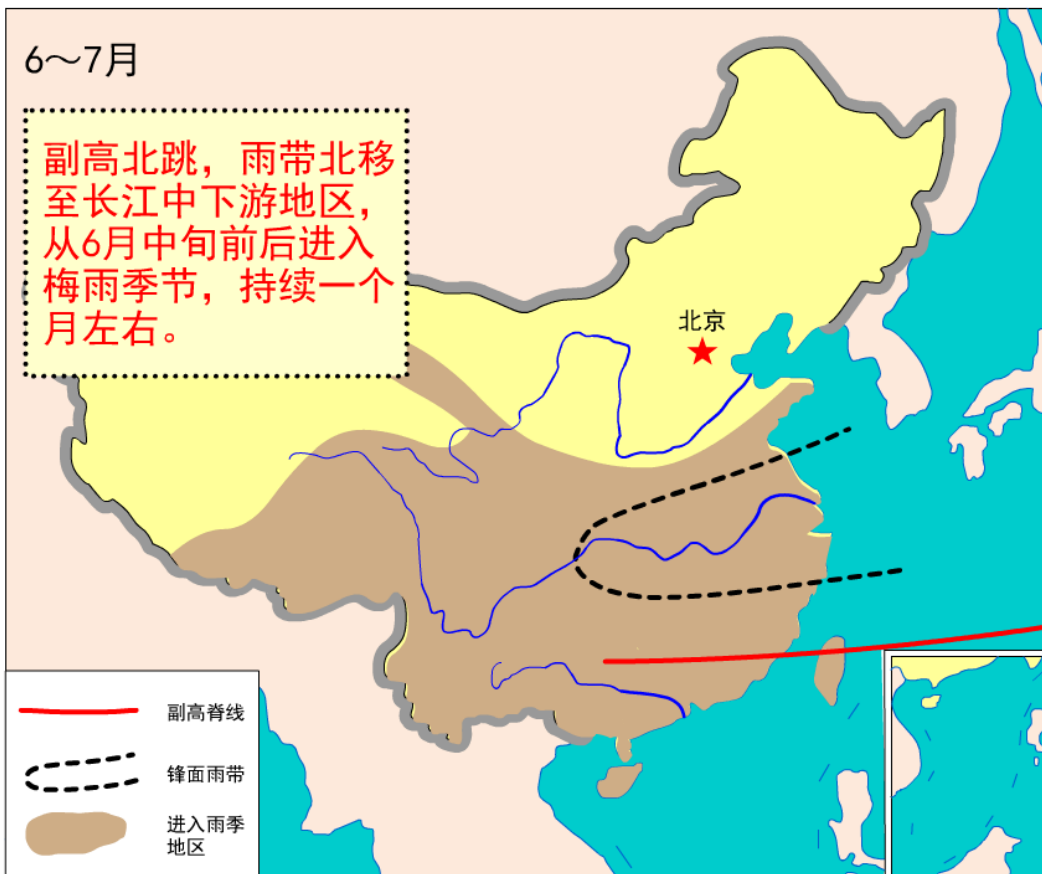 6～7月
副高北跳，雨带北移
至长江中下游地区，
从6月中旬前后进入
梅雨季节，持续一个
月左右。
北京
副高脊线
锋面雨带
进入雨季
地区